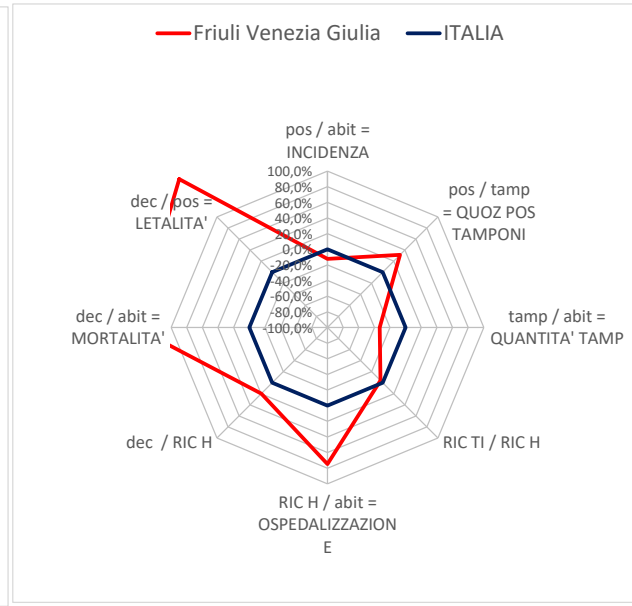 Friuli Venezia Giulia
ITALIA
pos / abit =
INCIDENZA
pos / tamp
= QUOZ POS
TAMPONI
tamp / abit =
QUANTITA' TAMP
RIC TI / RIC H
RIC H / abit =
OSPEDALIZZAZION
E
dec  / RIC H
dec / abit =
MORTALITA'
dec / pos =
LETALITA'
100,0%
80,0%
60,0%
40,0%
20,0%
0,0%
-20,0%
-40,0%
-60,0%
-80,0%
-100,0%